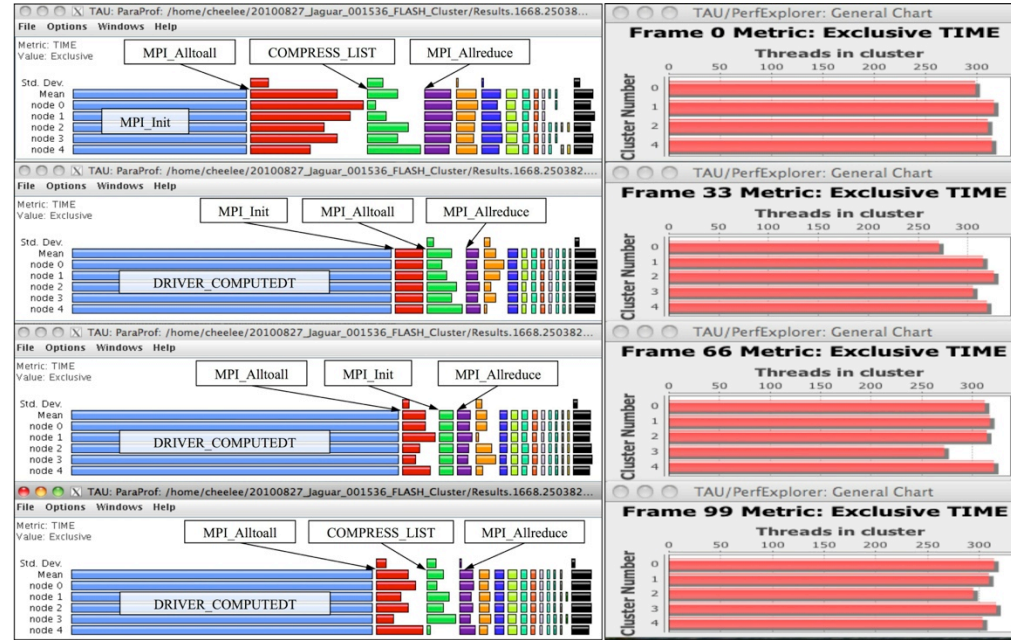 TAU: ParaProf: /home/cheelee/20100827_Jaguar_001536_FLASH_Cluster/Results.1668.25038...
File Options Windows Help
Metric: TIME
Value: Exclusive
MPI_Alltoall
COMPRESS_LIST
MPI_Allreduce
Std. Dev.
Mean
node 0
node 1
node 2
node 3
node 4
MPI_Init
TAU: ParaProf: /home/cheelee/20100827_Jaguar_001536_FLASH_Cluster/Results.1668.250382...
File Options Windows Help
Metric: TIME
Value: Exclusive
MPI_Init
MPI_Alltoall
MPI_Allreduce
Std. Dev.
Mean
node 0
node 1
node 2
node 3
node 4
DRIVER_COMPUTEDT
TAU: ParaProf: /home/cheelee/20100827_Jaguar_001536_FLASH_Cluster/Results.1668.250382...
File Options Windows Help
Metric: TIME
Value: Exclusive
MPI_Alltoall
MPI_Init
MPI_Allreduce
Std. Dev.
Mean
node 0
node 1
node 2
node 3
node 4
DRIVER_COMPUTEDT
TAU: ParaProf: /home/cheelee/20100827_Jaguar_001536_FLASH_Cluster/Results.1668.250382...
File Options Windows Help
Metric: TIME
Value: Exclusive
MPI_Alltoall
COMPRESS_LIST
MPI_Allreduce
Std. Dev.
Mean
node 0
node 1
node 2
node 3
node 4
DRIVER_COMPUTEDT
TAU/PerfExplorer: General Chart
Frame 0 Metric: Exclusive TIME
Threads in cluster
0 50 100 150 200 250 300
Cluster Number
0
1
2
4
TAU/PerfExplorer: General Chart
Frame 33 Metric: Exclusive TIME
Threads in cluster
0 50 100 150 200 250 300
Cluster Number
0
1
2
3
4
TAU/PerfExplorer: General Chart
Frame 66 Metric: Exclusive TIME
Threads in cluster
0 50 100 150 200 250 300
Cluster Number
0
1
2
3
4
TAU/PerfExplorer: General Chart
Frame 99 Metric: Exclusive TIME
Threads in cluster
0 50 100 150 200 250 300
Cluster Number
0
1
2
3
4